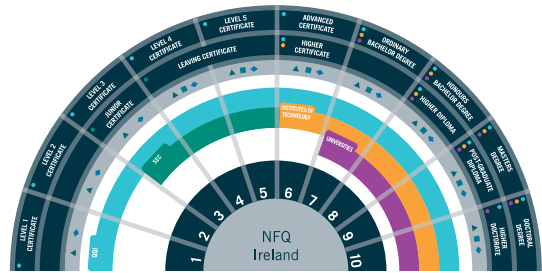 LEVEL 1
CERTIFICATE
LEVEL 2
CERTIFICATE
LEVEL 3
CERTIFICATE
LEVEL 4
CERTIFICATE
LEVEL 5
CERTIFICATE
ADVANCED
CERTIFICATE
ORDINARY
BACHELOR DEGREE
HONOURS
BACHELOR DEGREE
MASTERS
DEGREE
DOCTORAL
DEGREE
JUNIOR
CERTIFICATE
LEAVING CERTIFICATE
HIGHER
CERTIFICATE
HIGHER DIPLOMA
POST-GRADUATE
DIPLOMA
HIGHER
DOCTORATE
QQI
SEC
INSTITUTES OF
TECHNOLOGY
UNIVERSITIES
1
2
3
4
5
6
7
8
9
10
NFQ
Ireland